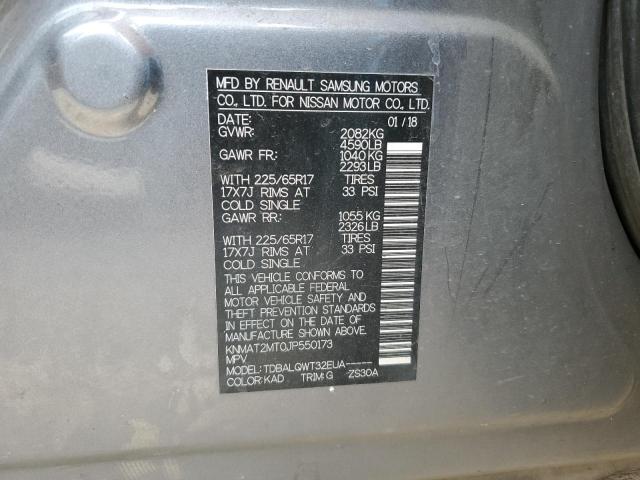 MFD BY RENAULT SAMSUNG MOTORS
CO., LTD. FOR NISSAN MOTOR CO., LTD.
DATE: 01/18
GVWR: 2082KG
4590LB
GAWR FR: 1040KG
2293LB
WITH 225/65R17 TIRES
17X7J RIMS AT 33 PSI
COLD SINGLE
GAWR RR: 1055 KG
2326LB
WITH 225/65R17 TIRES
17X7J RIMS AT 33 PSI
COLD SINGLE
THIS VEHICLE CONFORMS TO
ALL APPLICABLE FEDERAL
MOTOR VEHICLE SAFETY AND
THEFT PREVENTION STANDARDS
IN EFFECT ON THE DATE OF
MANUFACTURE SHOWN ABOVE.
KNMAT2MT0JP550173
MPV
MODEL: TDBALGWT32EUA-----
COLOR: KAD TRIM: G ZS30A